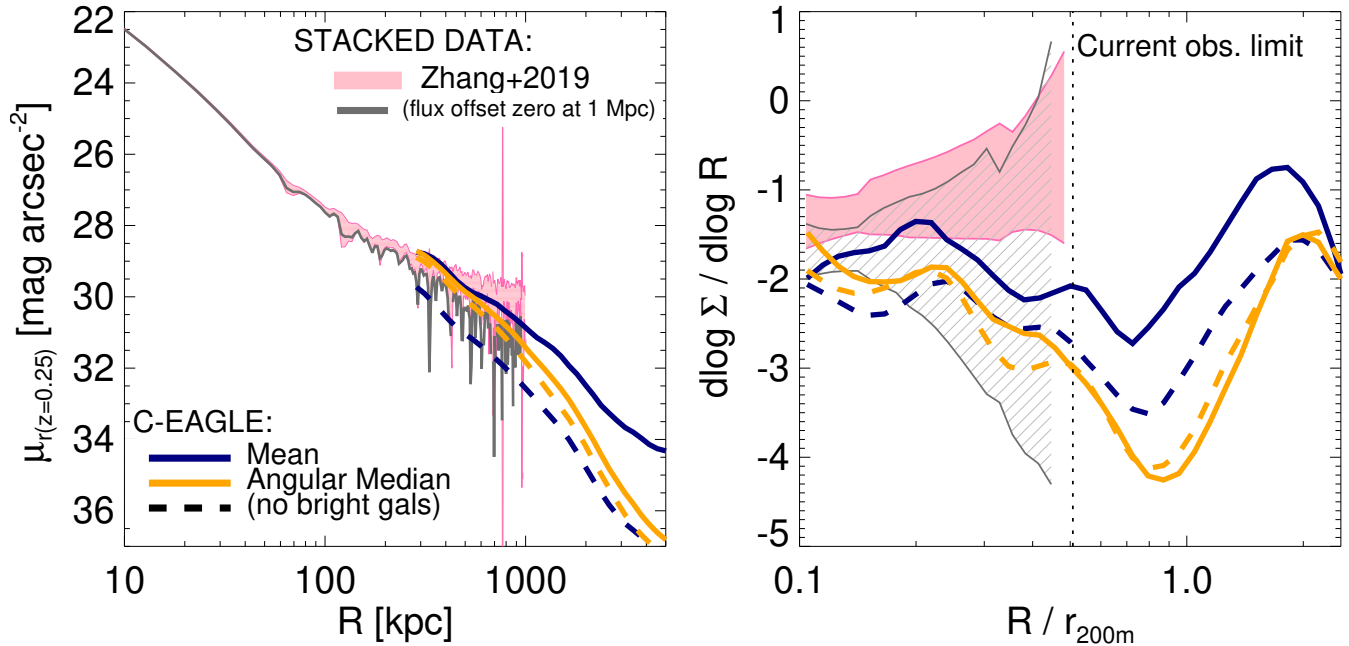 STACKED DATA:
Zhang+2019
(flux offset zero at 1 Mpc)
C-EAGLE:
Mean
Angular Median
(no bright gals)
μr(z=0.25) [mag arcsec-2]
22
24
26
28
30
32
34
36
10
100
1000
R [kpc]
Current obs. limit
dlog Σ / dlog R
1
0
-1
-2
-3
-4
-5
0.1
1.0
R / r200m